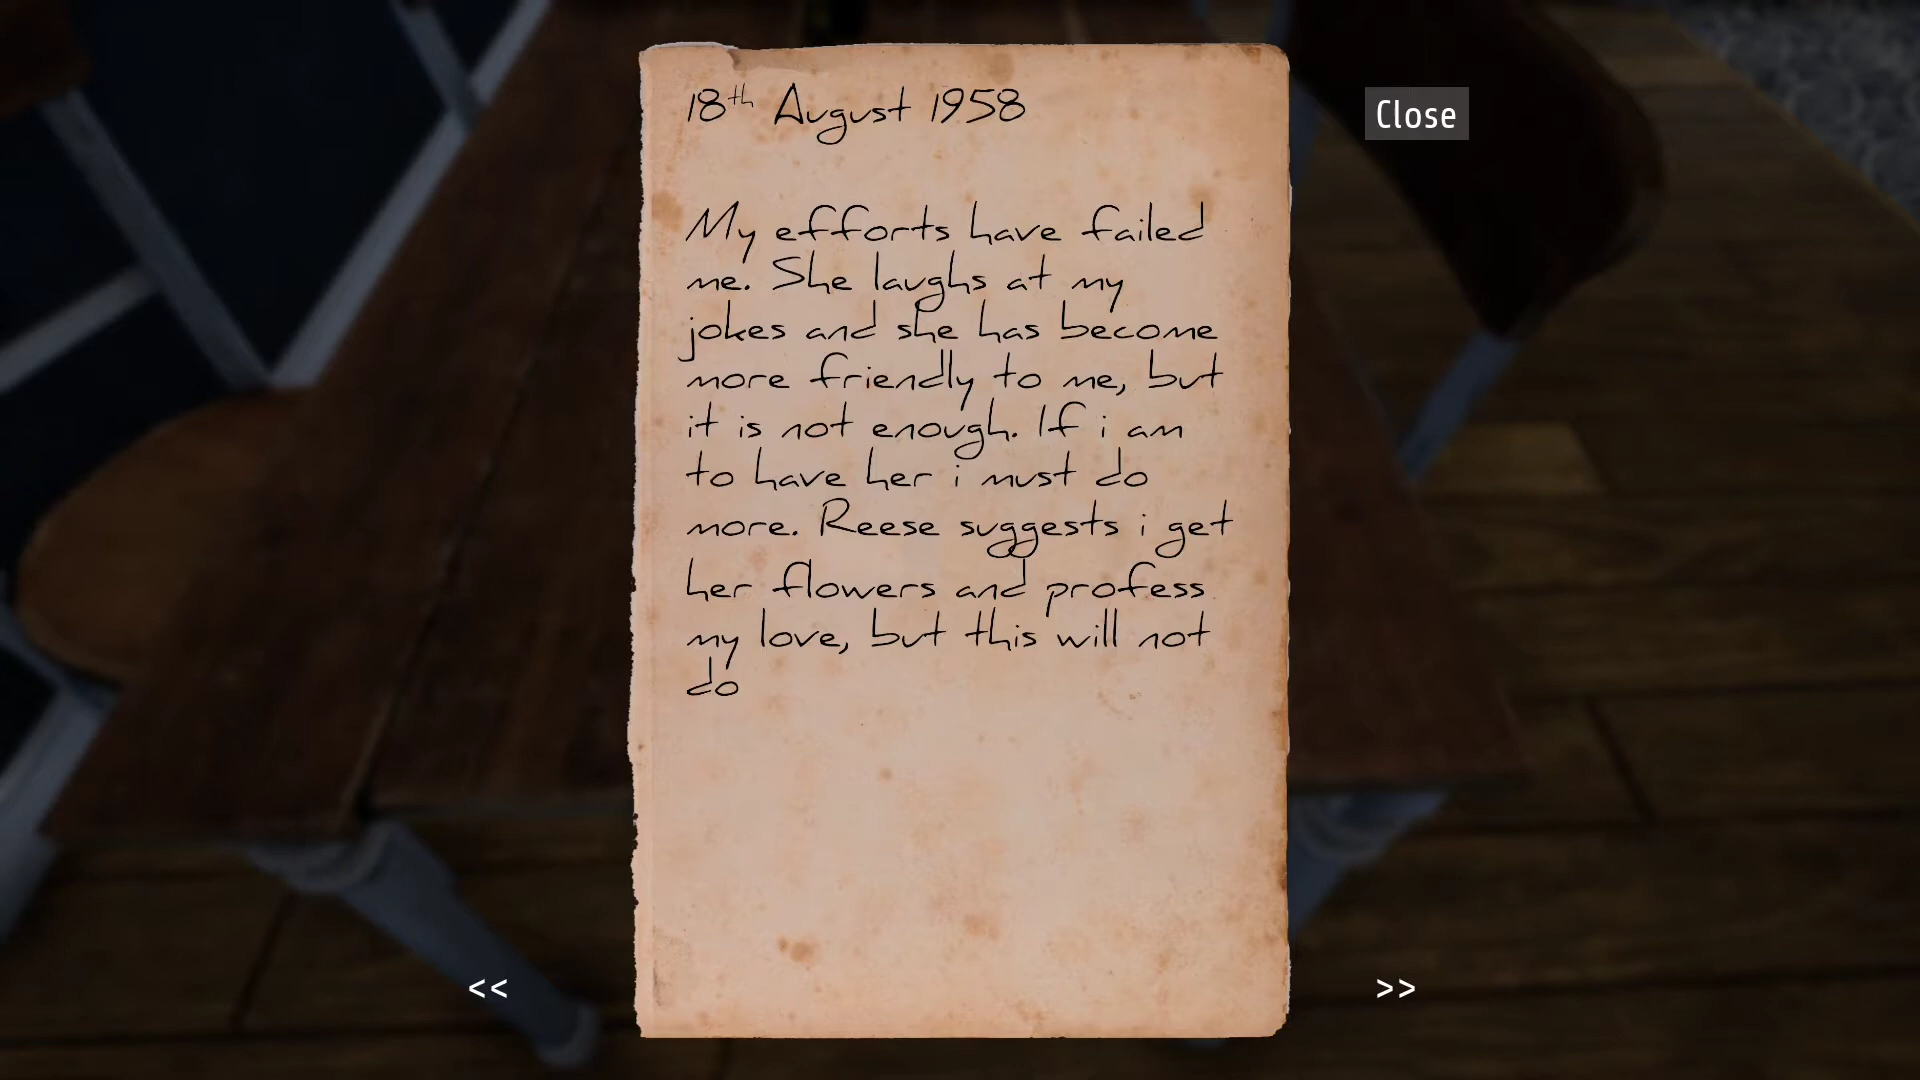 18th August 1958
Close
My efforts have failed
me. She laughs at my
jokes and she has become
more friendly to me, but
it is not enough. If i am
to have her i must do
more. Reese suggests i get
her flowers and profess
my love, but this will not
do
<< >>